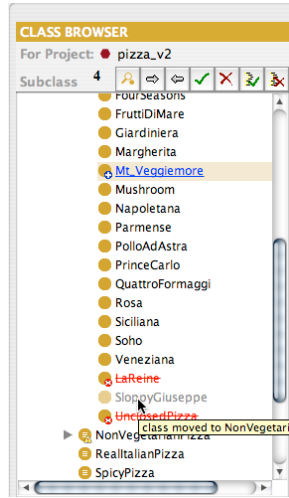 CLASS BROWSER
For Project: pizza_v2
Subclass 4
FourSeasons
FruttiDiMare
Giardiniera
Margherita
Mt_Veggiemore
Mushroom
Napoletana
Parmense
PolloAdAstra
PrinceCarlo
QuattroFormaggi
Rosa
Siciliana
Soho
Veneziana
LaReine
SloppyGiuseppe
UnclosedPizza
class moved to NonVegetari
NonVegetarianPizza
RealItalianPizza
SpicyPizza